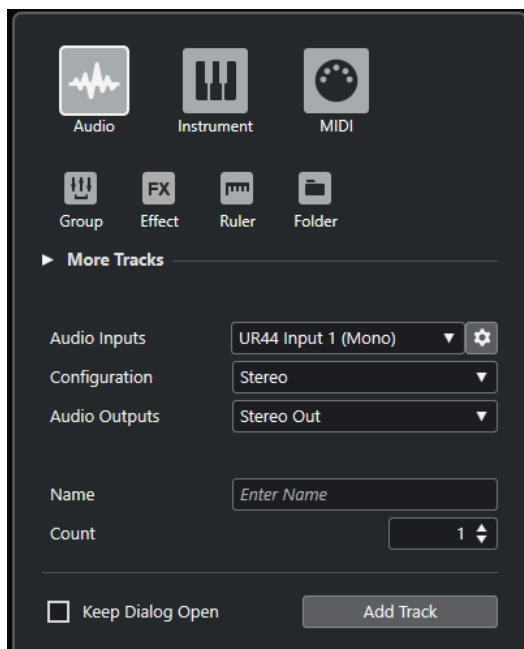 Audio Instrument MIDI
FX
Group Effect Ruler Folder
More Tracks
Audio Inputs UR44 Input 1 (Mono)
Configuration Stereo
Audio Outputs Stereo Out
Name Enter Name
Count 1
Keep Dialog Open Add Track